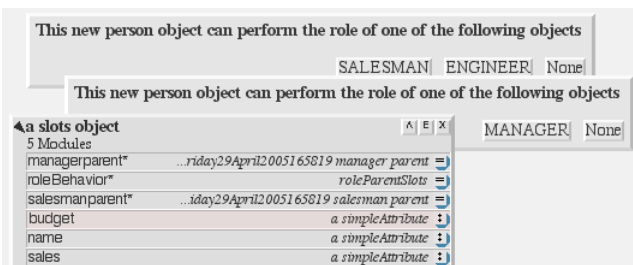 This new person object can perform the role of one of the following objects
SALESMAN ENGINEER None
This new person object can perform the role of one of the following objects
MANAGER None
a slots object ʌ E X
5 Modules
managerparent* ...riday29April2005165819 manager parent =
roleBehavior* roleParentSlots =
salesmanparent* ...iday29April2005165819 salesman parent =
budget a simpleAttribute :
name a simpleAttribute :
sales a simpleAttribute :